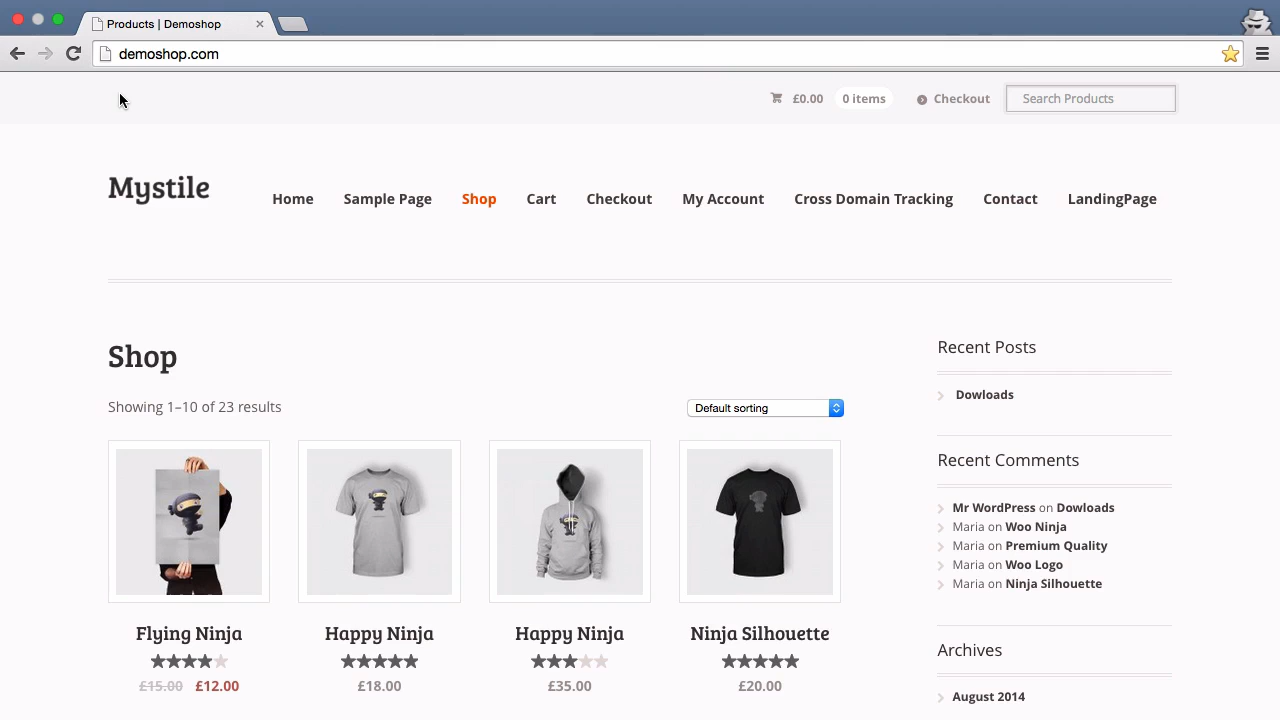 Products | Demoshop
demoshop.com
£0.00 0 items Checkout Search Products
Mystile
Home Sample Page Shop Cart Checkout My Account Cross Domain Tracking Contact LandingPage
Shop
Showing 1–10 of 23 results
Default sorting
Flying Ninja
£15.00 £12.00
Happy Ninja
£18.00
Happy Ninja
£35.00
Ninja Silhouette
£20.00
Recent Posts
Dowloads
Recent Comments
Mr WordPress on Dowloads
Maria on Woo Ninja
Maria on Premium Quality
Maria on Woo Logo
Maria on Ninja Silhouette
Archives
August 2014